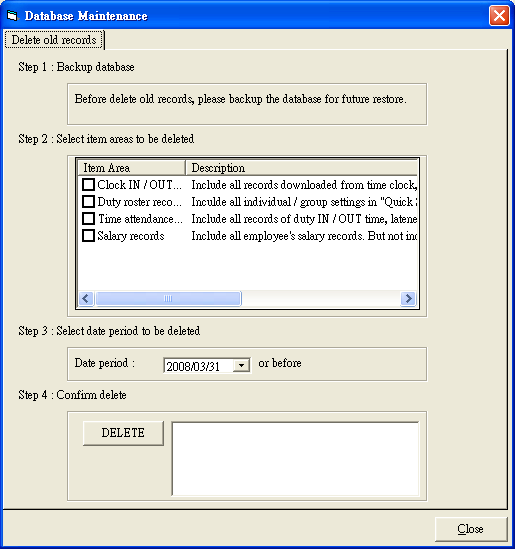 Database Maintenance
Delete old records
Step 1 : Backup database
Before delete old records, please backup the database for future restore.
Step 2 : Select item areas to be deleted
Item Area Description
Clock IN / OUT... Include all records downloaded from time clock,
Duty roster reco... Inculde all individual / group settings in "Quick
Time attendance... Include all records of duty IN / OUT time, latene
Salary records Include all employee's salary records. But not inc
Step 3 : Select date period to be deleted
Date period : 2008/03/31 or before
Step 4 : Confirm delete
DELETE
Close